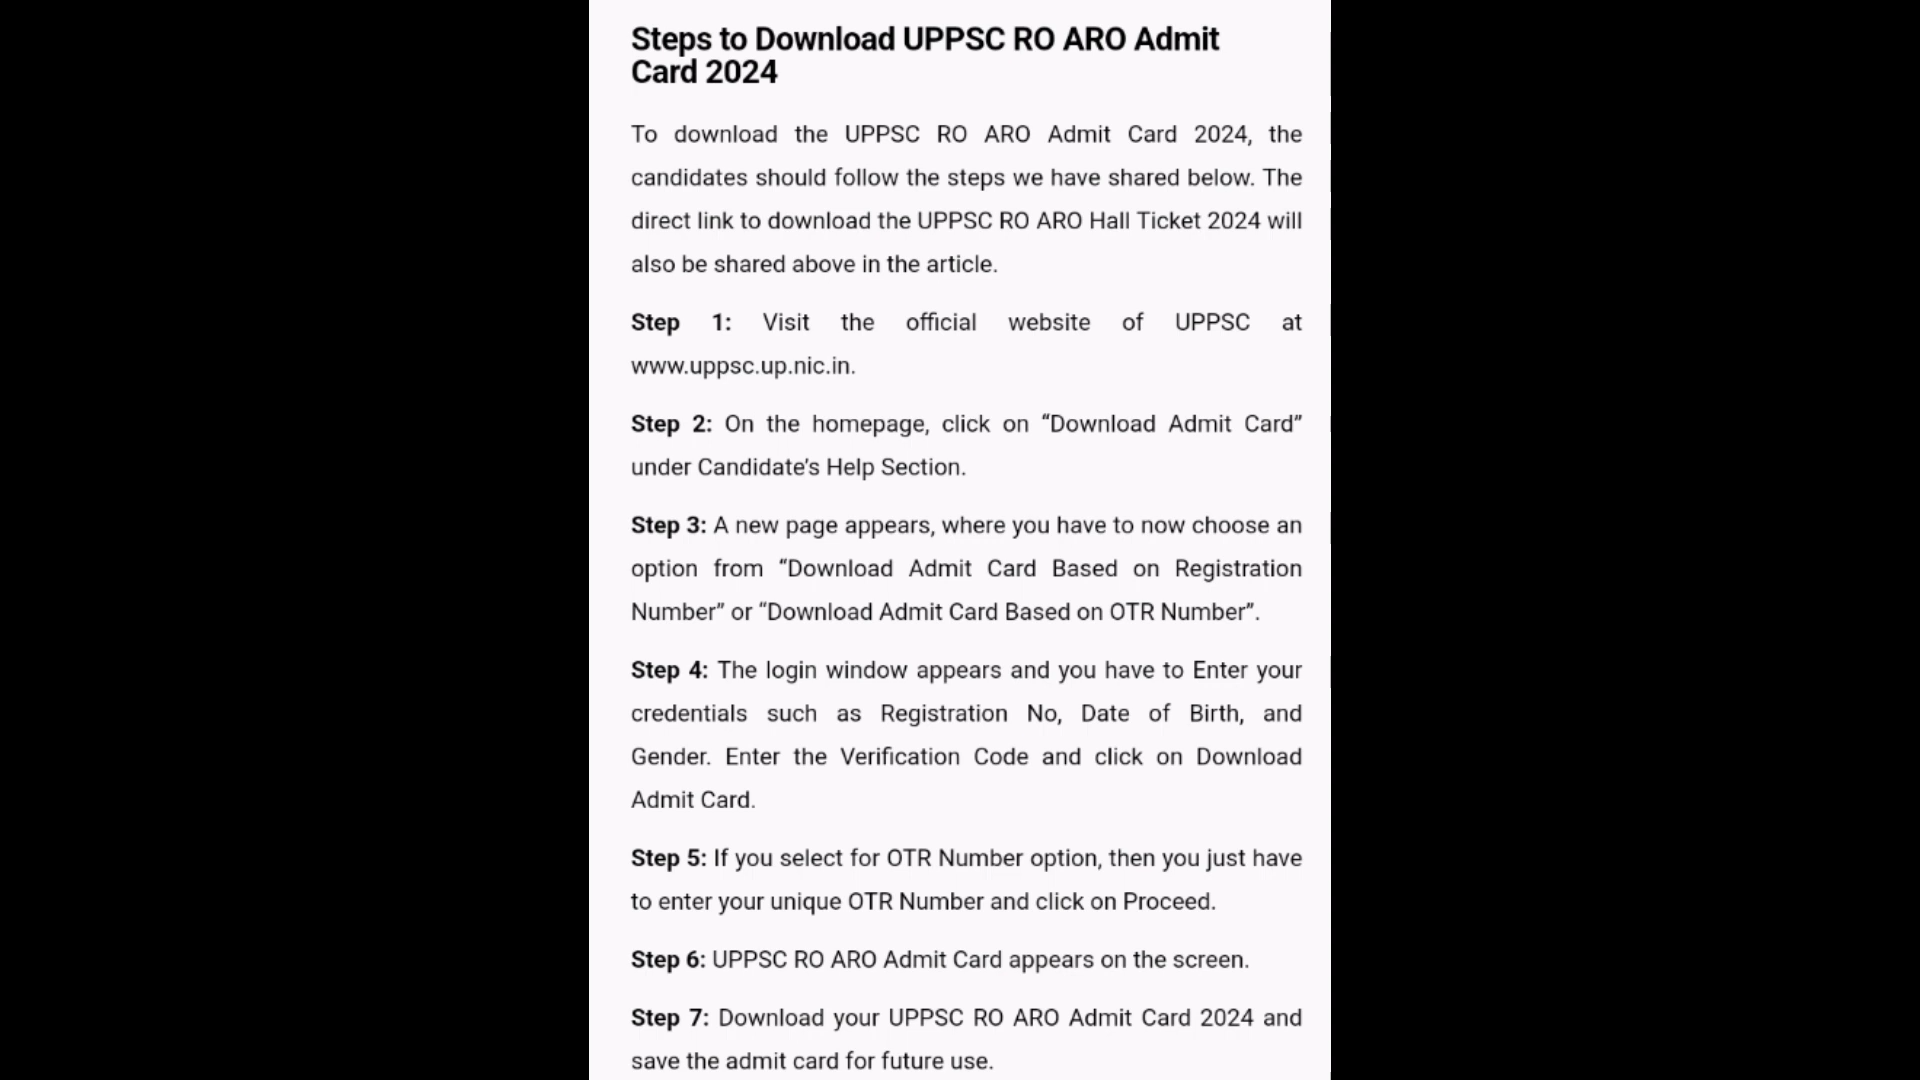 Steps to Download UPPSC RO ARO Admit
Card 2024
To download the UPPSC RO ARO Admit Card 2024, the
candidates should follow the steps we have shared below. The
direct link to download the UPPSC RO ARO Hall Ticket 2024 will
also be shared above in the article.
Step 1: Visit the official website of UPPSC at
www.uppsc.up.nic.in.
Step 2: On the homepage, click on “Download Admit Card”
under Candidate’s Help Section.
Step 3: A new page appears, where you have to now choose an
option from “Download Admit Card Based on Registration
Number” or “Download Admit Card Based on OTR Number”.
Step 4: The login window appears and you have to Enter your
credentials such as Registration No, Date of Birth, and
Gender. Enter the Verification Code and click on Download
Admit Card.
Step 5: If you select for OTR Number option, then you just have
to enter your unique OTR Number and click on Proceed.
Step 6: UPPSC RO ARO Admit Card appears on the screen.
Step 7: Download your UPPSC RO ARO Admit Card 2024 and
save the admit card for future use.